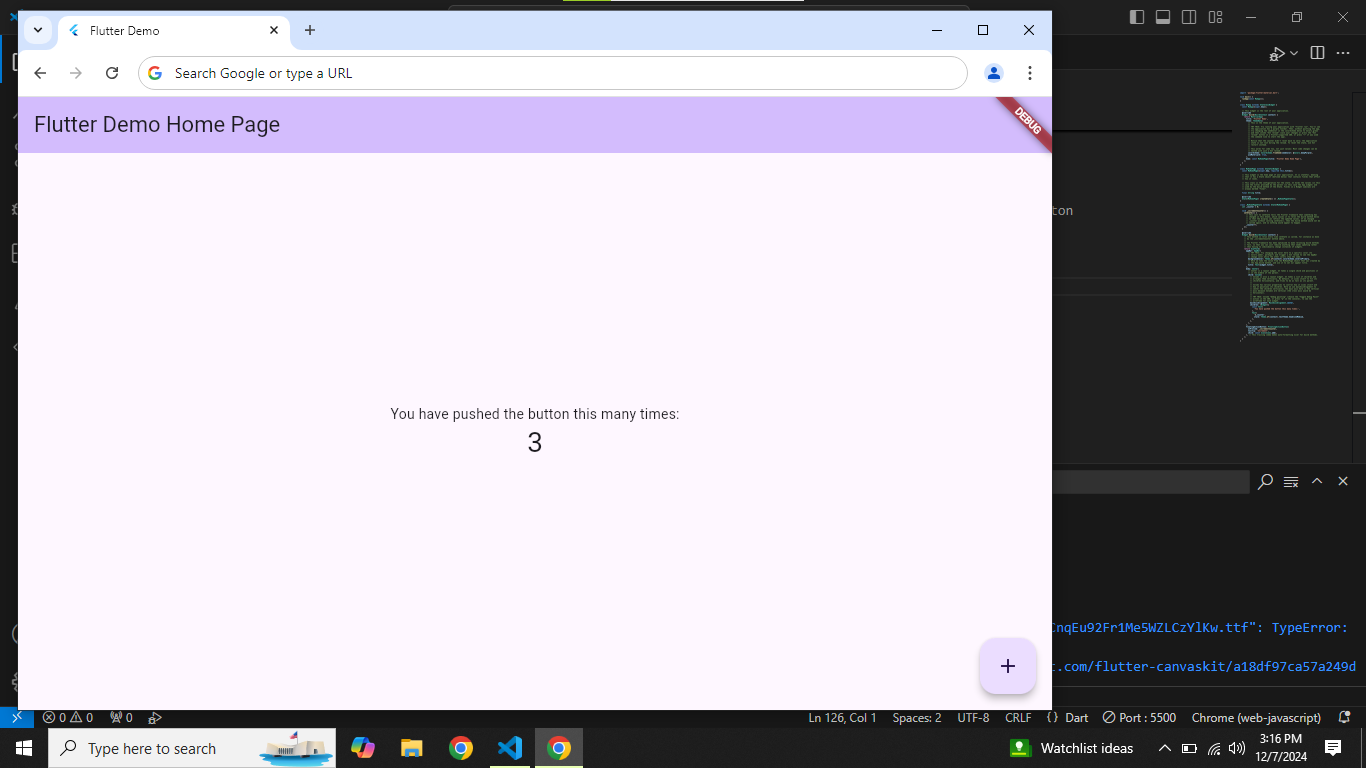 Flutter Demo
Search Google or type a URL
Flutter Demo Home Page
DEBUG
ton
You have pushed the button this many times:
3
+
CnqEu92Fr1Me5WZLCzYlKw.ttf": TypeError:
t.com/flutter-canvaskit/a18df97ca57a249d
0 0 0
Ln 126, Col 1 Spaces: 2 UTF-8 CRLF {} Dart Port : 5500 Chrome (web-javascript)
Type here to search
Watchlist ideas
3:16 PM
12/7/2024